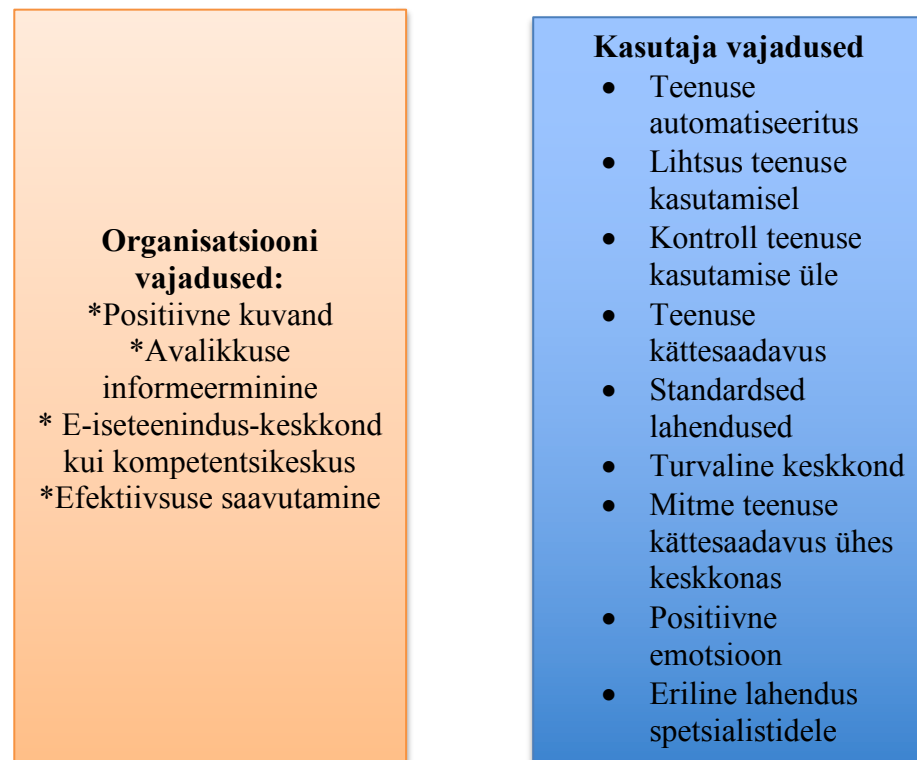 Organisatsiooni
vajadused:
*Positiivne kuvand
*Avalikkuse
informeerminine
* E-iseteenindus-keskkond
kui kompetentsikeskus
*Efektiivsuse saavutamine
Kasutaja vajadused
• Teenuse
automatiseeritus
• Lihtsus teenuse
kasutamisel
• Kontroll teenuse
kasutamise üle
• Teenuse
kättesaadavus
• Standardsed
lahendused
• Turvaline keskkond
• Mitme teenuse
kättesaadavus ühes
keskkonas
• Positiivne
emotsioon
• Eriline lahendus
spetsialistidele